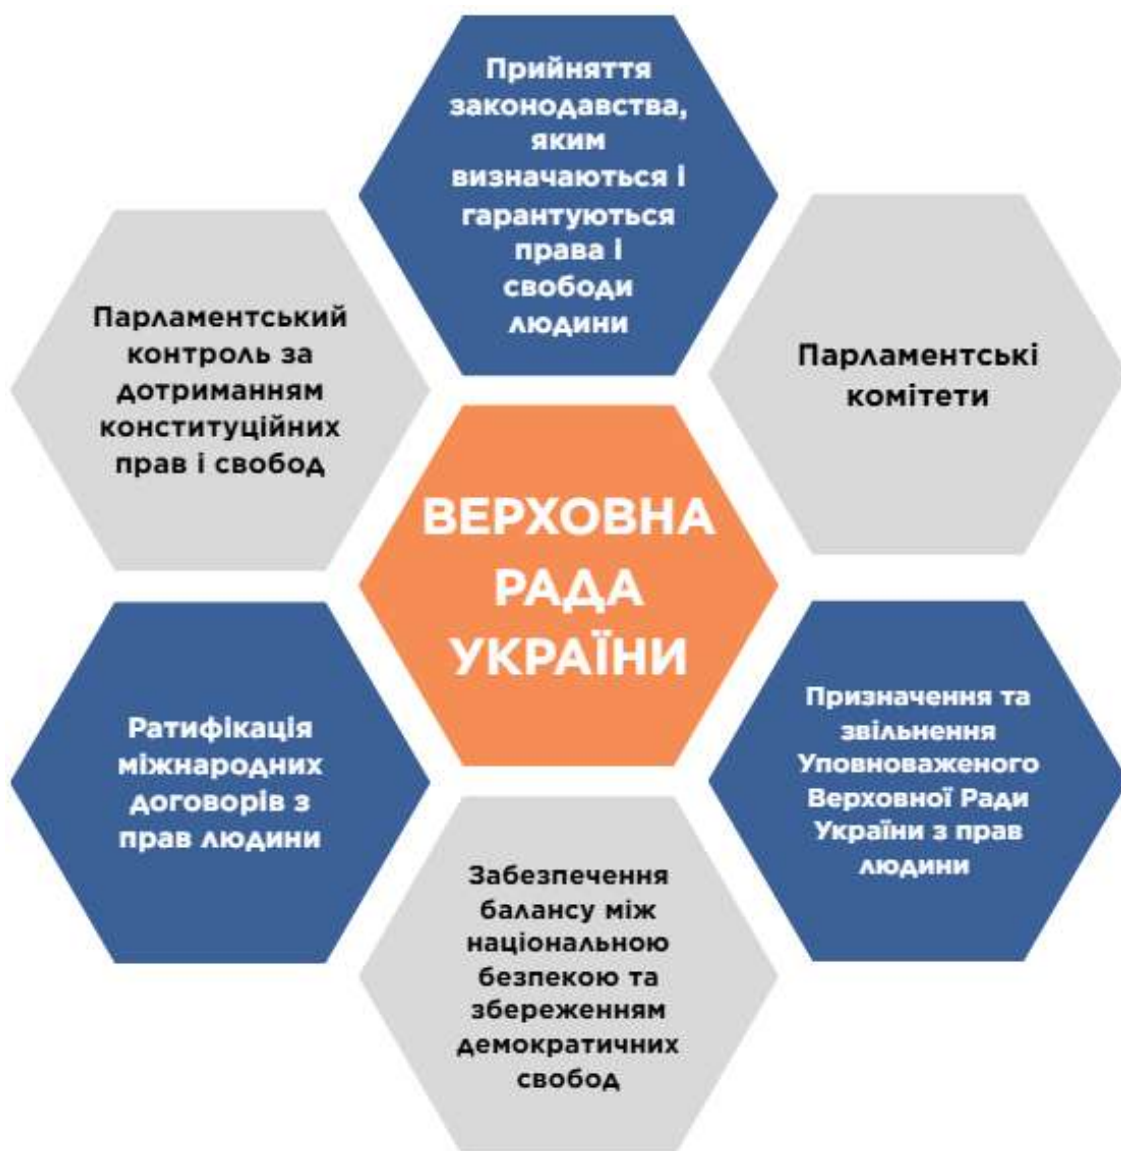 Прийняття
законодавства,
яким
визначаються і
гарантуються
права і
свободи
людини
Парламентський
контроль за
дотриманням
конституційних
прав і свобод
Парламентські
комітети
ВЕРХОВНА
РАДА
УКРАЇНИ
Ратифікація
міжнародних
договорів з
прав людини
Призначення та
звільнення
Уповноваженого
Верховної Ради
України з прав
людини
Забезпечення
балансу між
національною
безпекою та
збереженням
демократичних
свобод